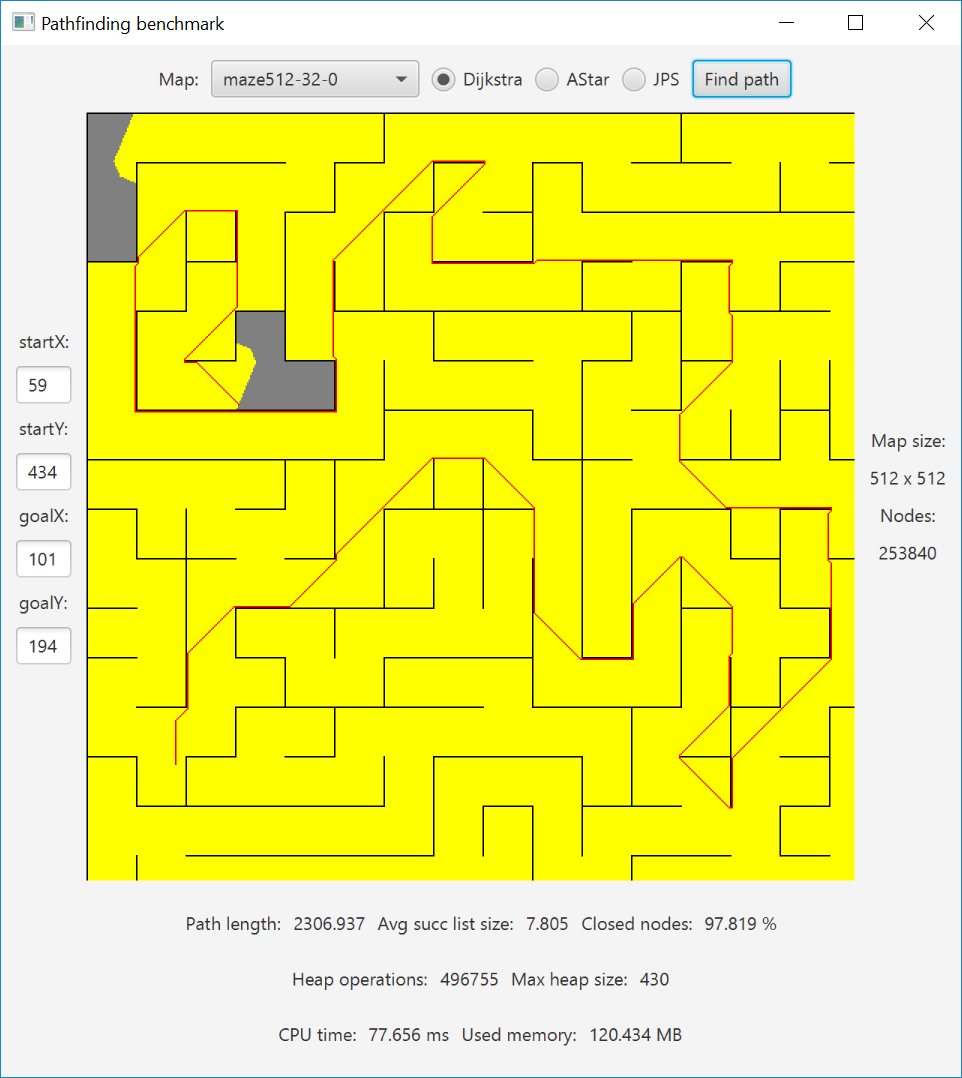 Pathfinding benchmark
Map: maze512-32-0 Dijkstra AStar JPS Find path
startX:
59
startY:
434
goalX:
101
goalY:
194
Map size:
512 x 512
Nodes:
253840
Path length: 2306.937 Avg succ list size: 7.805 Closed nodes: 97.819 %
Heap operations: 496755 Max heap size: 430
CPU time: 77.656 ms Used memory: 120.434 MB